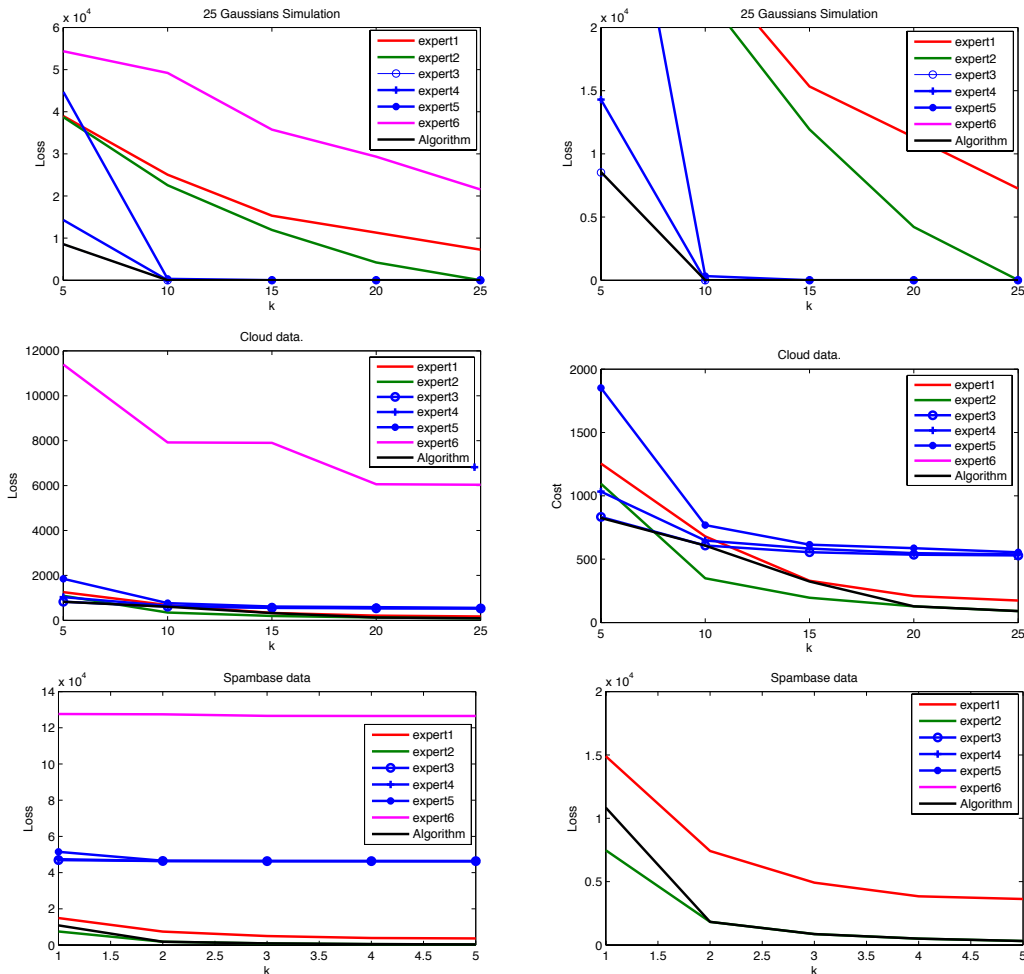 25 Gaussians Simulation
x 10^4
6
5
4
3
2
1
0
Loss
5 10 15 20 25
k
expert1
expert2
expert3
expert4
expert5
expert6
Algorithm
25 Gaussians Simulation
x 10^4
2
1.5
1
0.5
0
Loss
5 10 15 20 25
k
expert1
expert2
expert3
expert4
expert5
expert6
Algorithm
Cloud data.
12000
10000
8000
6000
4000
2000
0
Loss
5 10 15 20 25
k
expert1
expert2
expert3
expert4
expert5
expert6
Algorithm
Cloud data.
2000
1500
1000
500
0
Cost
5 10 15 20 25
k
expert1
expert2
expert3
expert4
expert5
expert6
Algorithm
Spambase data
x 10^4
14
12
10
8
6
4
2
0
Loss
1 1.5 2 2.5 3 3.5 4 4.5 5
k
expert1
expert2
expert3
expert4
expert5
expert6
Algorithm
Spambase data
x 10^4
2
1.5
1
0.5
0
Loss
1 1.5 2 2.5 3 3.5 4 4.5 5
k
expert1
expert2
expert3
expert4
expert5
expert6
Algorithm